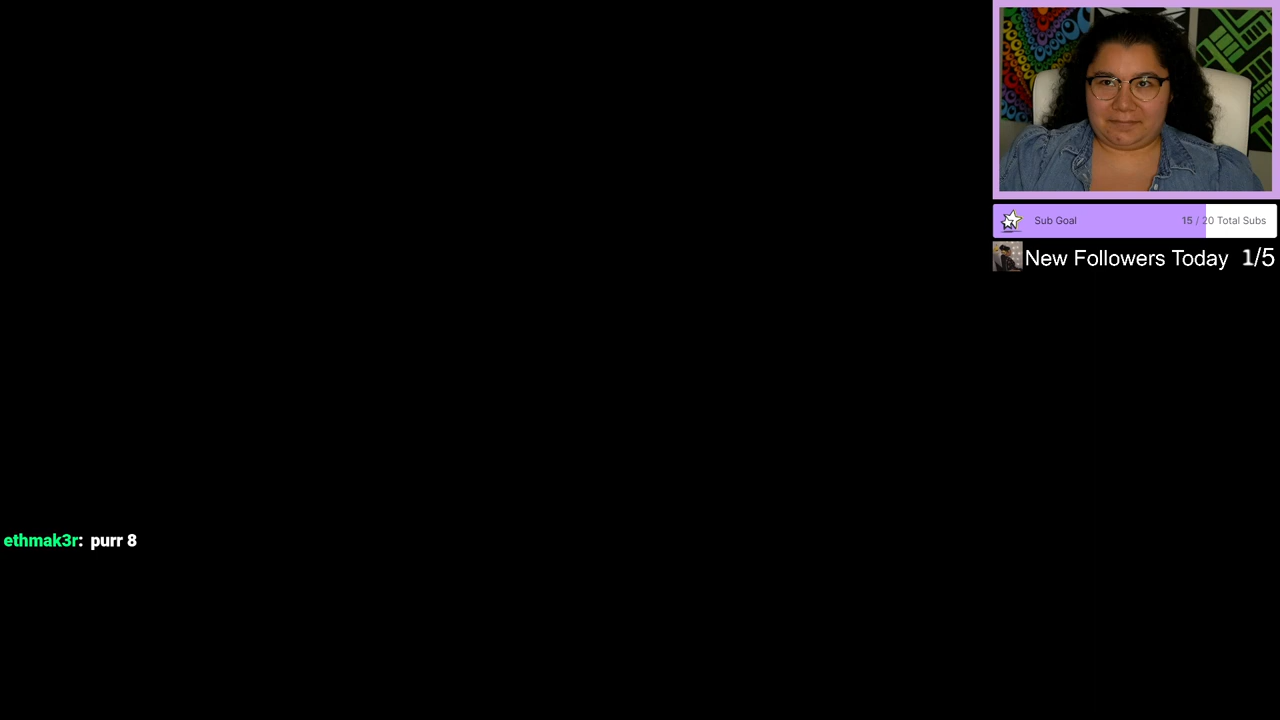 Sub Goal 15 / 20 Total Subs
New Followers Today 1/5
ethmak3r: purr 8